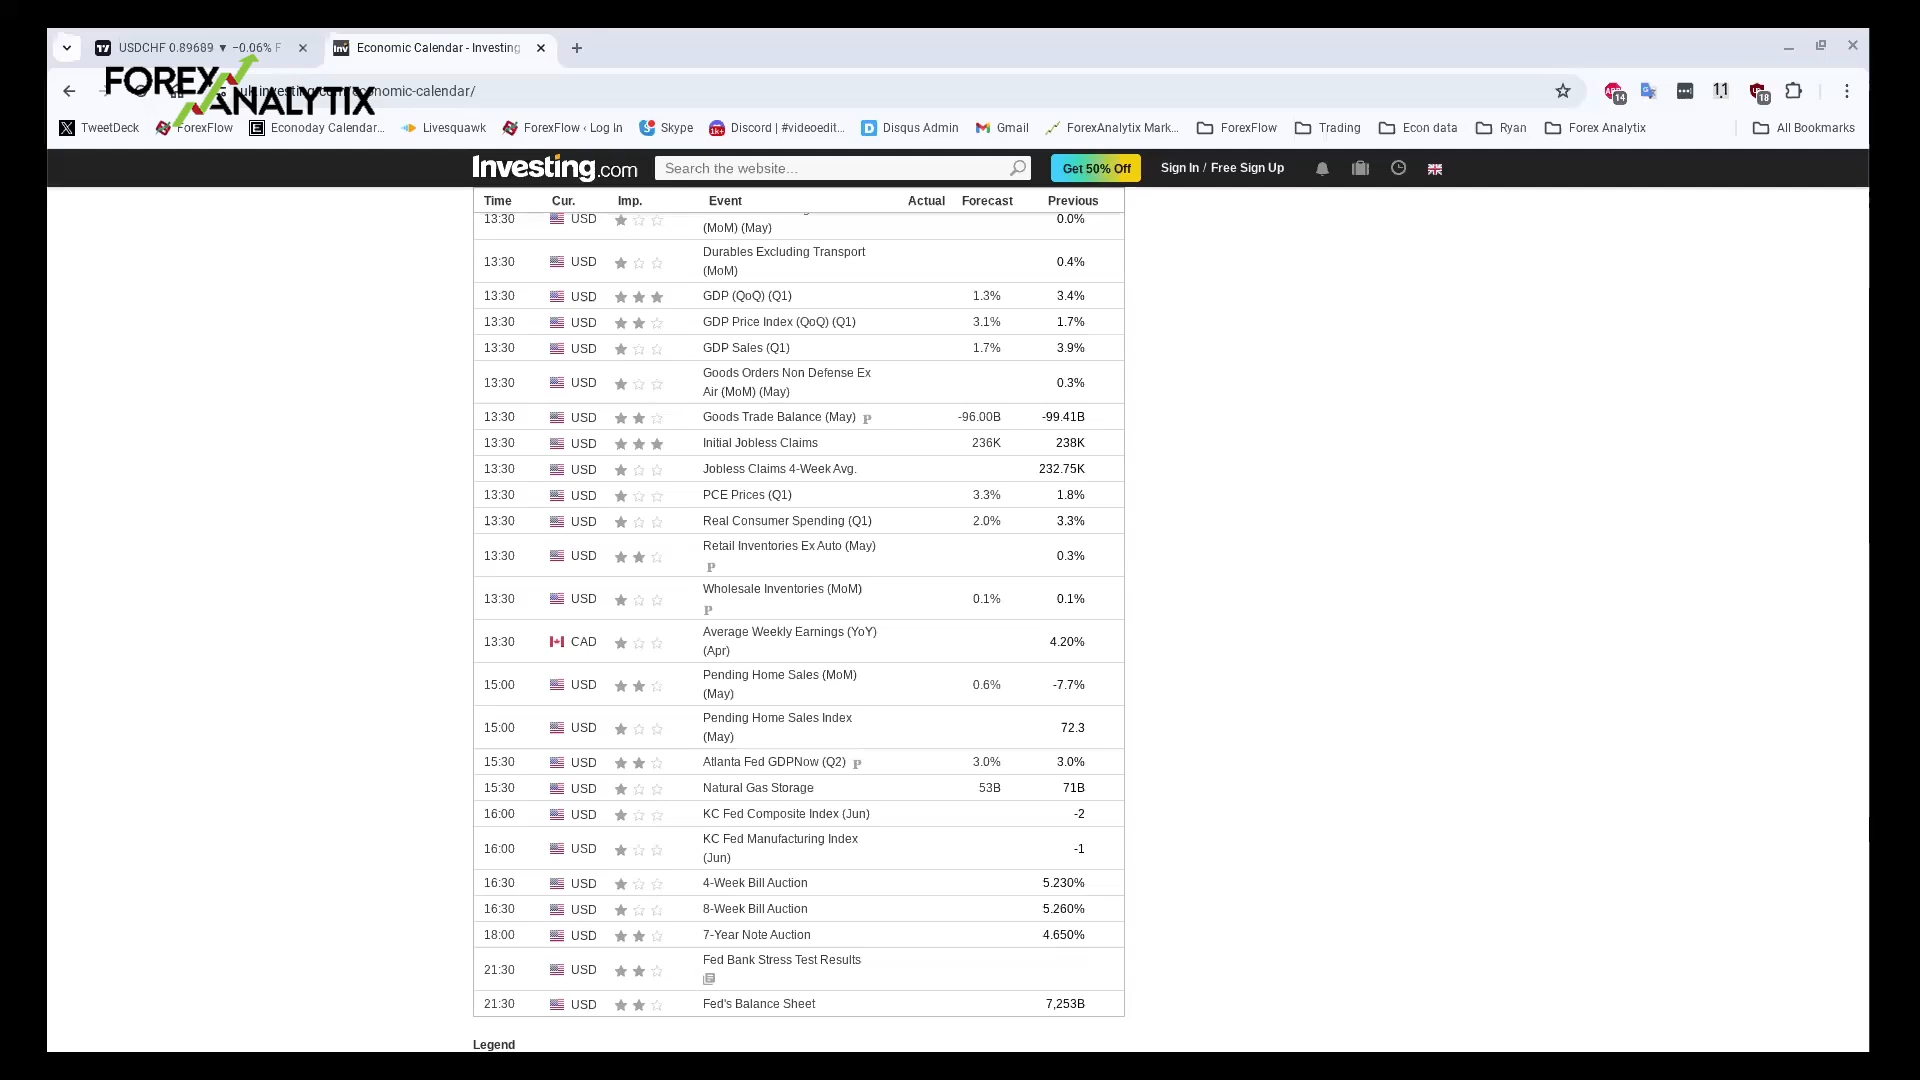 USDCHF 0.89689 ▼ −0.06% F
Economic Calendar - Investing
FOREX
ANALYTIX
uk.investing.com/economic-calendar/
14
11
18
TweetDeck
ForexFlow
Econoday Calendar...
Livesquawk
ForexFlow ‹ Log In
Skype
1k+
Discord | #videoedit...
Disqus Admin
Gmail
ForexAnalytix Mark...
ForexFlow
Trading
Econ data
Ryan
Forex Analytix
All Bookmarks
Investing.com
Search the website...
Get 50% Off
Sign In / Free Sign Up
Time Cur. Imp. Event Actual Forecast Previous
13:30 USD 0.0%
(MoM) (May)
13:30 USD Durables Excluding Transport 0.4%
(MoM)
13:30 USD GDP (QoQ) (Q1) 1.3% 3.4%
13:30 USD GDP Price Index (QoQ) (Q1) 3.1% 1.7%
13:30 USD GDP Sales (Q1) 1.7% 3.9%
13:30 USD Goods Orders Non Defense Ex 0.3%
Air (MoM) (May)
13:30 USD Goods Trade Balance (May) P -96.00B -99.41B
13:30 USD Initial Jobless Claims 236K 238K
13:30 USD Jobless Claims 4-Week Avg. 232.75K
13:30 USD PCE Prices (Q1) 3.3% 1.8%
13:30 USD Real Consumer Spending (Q1) 2.0% 3.3%
13:30 USD Retail Inventories Ex Auto (May) 0.3%
P
13:30 USD Wholesale Inventories (MoM) 0.1% 0.1%
P
13:30 CAD Average Weekly Earnings (YoY) 4.20%
(Apr)
15:00 USD Pending Home Sales (MoM) 0.6% -7.7%
(May)
15:00 USD Pending Home Sales Index 72.3
(May)
15:30 USD Atlanta Fed GDPNow (Q2) P 3.0% 3.0%
15:30 USD Natural Gas Storage 53B 71B
16:00 USD KC Fed Composite Index (Jun) -2
16:00 USD KC Fed Manufacturing Index -1
(Jun)
16:30 USD 4-Week Bill Auction 5.230%
16:30 USD 8-Week Bill Auction 5.260%
18:00 USD 7-Year Note Auction 4.650%
21:30 USD Fed Bank Stress Test Results
21:30 USD Fed's Balance Sheet 7,253B
Legend